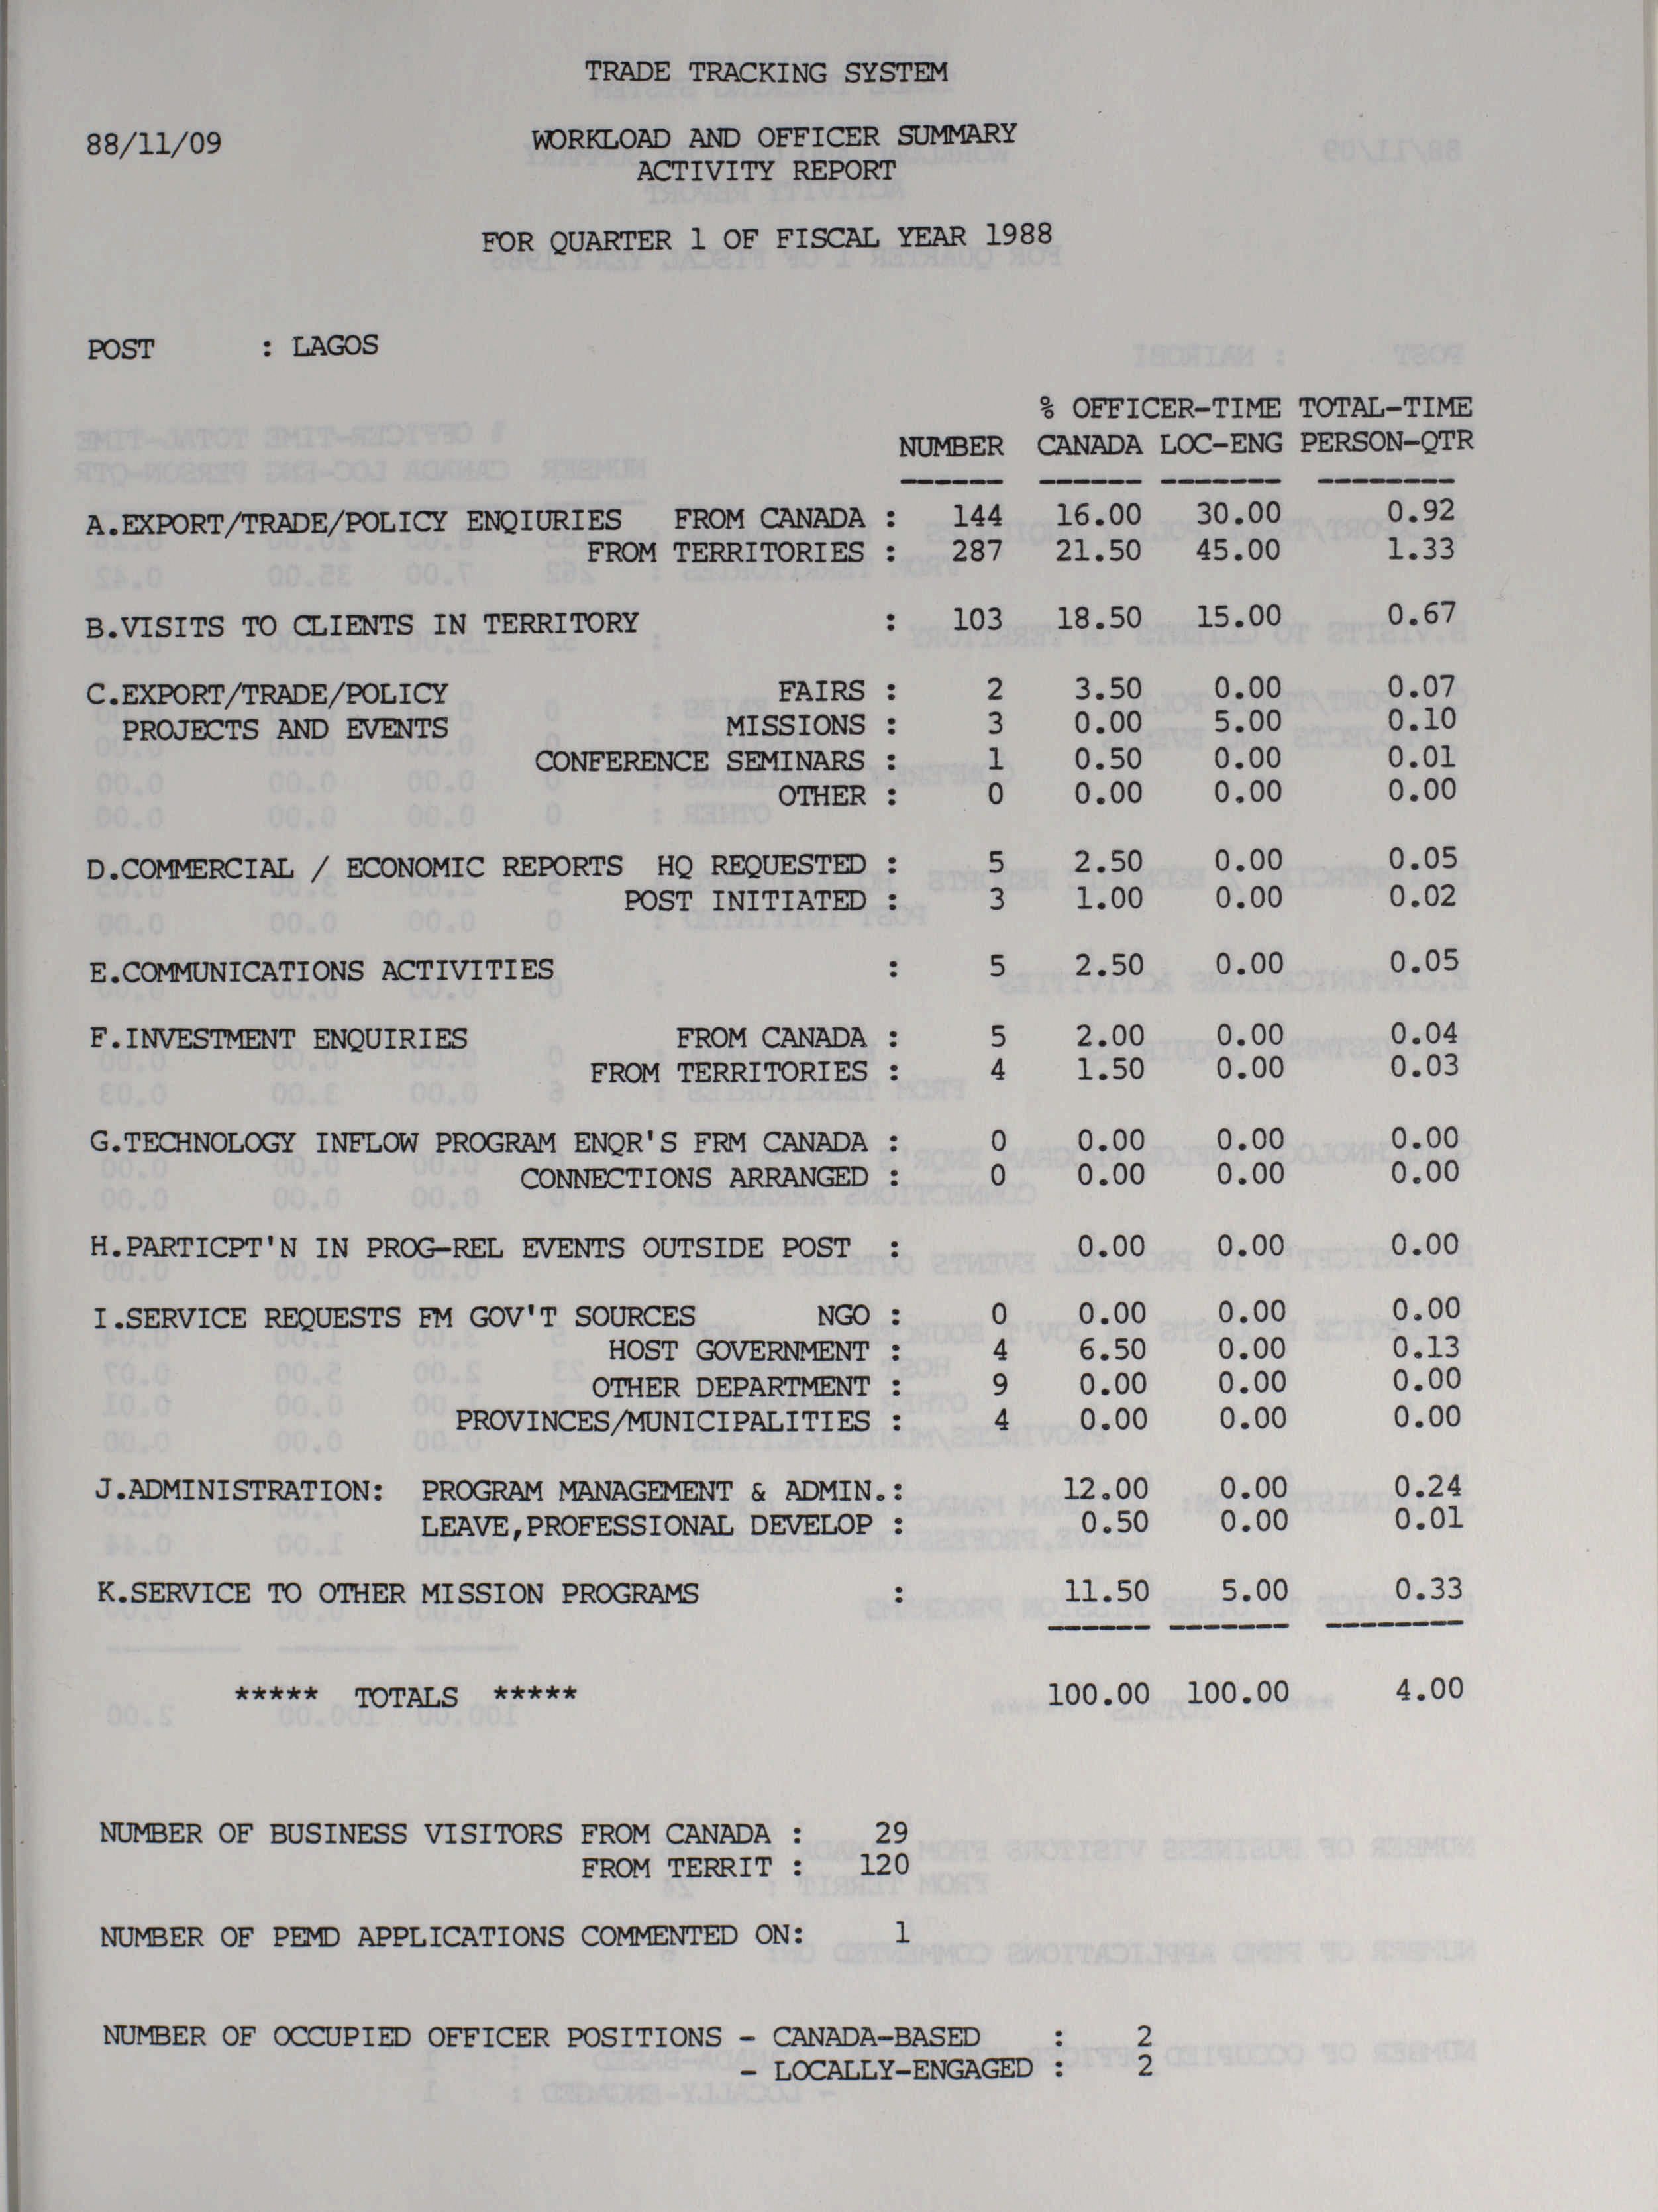 TRADE TRACKING SYSTEM
88/11/09 WORKLOAD AND OFFICER SUMMARY
ACTIVITY REPORT
FOR QUARTER 1 OF FISCAL YEAR 1988
POST : LAGOS
% OFFICER-TIME TOTAL-TIME
NUMBER CANADA LOC-ENG PERSON-QTR
A.EXPORT/TRADE/POLICY ENQIURIES FROM CANADA : 144 16.00 30.00 0.92
FROM TERRITORIES : 287 21.50 45.00 1.33
B.VISITS TO CLIENTS IN TERRITORY : 103 18.50 15.00 0.67
C.EXPORT/TRADE/POLICY FAIRS : 2 3.50 0.00 0.07
PROJECTS AND EVENTS MISSIONS : 3 0.00 5.00 0.10
CONFERENCE SEMINARS : 1 0.50 0.00 0.01
OTHER : 0 0.00 0.00 0.00
D.COMMERCIAL / ECONOMIC REPORTS HQ REQUESTED : 5 2.50 0.00 0.05
POST INITIATED : 3 1.00 0.00 0.02
E.COMMUNICATIONS ACTIVITIES : 5 2.50 0.00 0.05
F.INVESTMENT ENQUIRIES FROM CANADA : 5 2.00 0.00 0.04
FROM TERRITORIES : 4 1.50 0.00 0.03
G.TECHNOLOGY INFLOW PROGRAM ENQR'S FRM CANADA : 0 0.00 0.00 0.00
CONNECTIONS ARRANGED : 0 0.00 0.00 0.00
H.PARTICPT'N IN PROG-REL EVENTS OUTSIDE POST : 0.00 0.00 0.00
I.SERVICE REQUESTS FM GOV'T SOURCES NGO : 0 0.00 0.00 0.00
HOST GOVERNMENT : 4 6.50 0.00 0.13
OTHER DEPARTMENT : 9 0.00 0.00 0.00
PROVINCES/MUNICIPALITIES : 4 0.00 0.00 0.00
J.ADMINISTRATION: PROGRAM MANAGEMENT & ADMIN.: 12.00 0.00 0.24
LEAVE,PROFESSIONAL DEVELOP : 0.50 0.00 0.01
K.SERVICE TO OTHER MISSION PROGRAMS : 11.50 5.00 0.33
***** TOTALS ***** 100.00 100.00 4.00
NUMBER OF BUSINESS VISITORS FROM CANADA : 29
FROM TERRIT : 120
NUMBER OF PEMD APPLICATIONS COMMENTED ON: 1
NUMBER OF OCCUPIED OFFICER POSITIONS - CANADA-BASED : 2
- LOCALLY-ENGAGED : 2